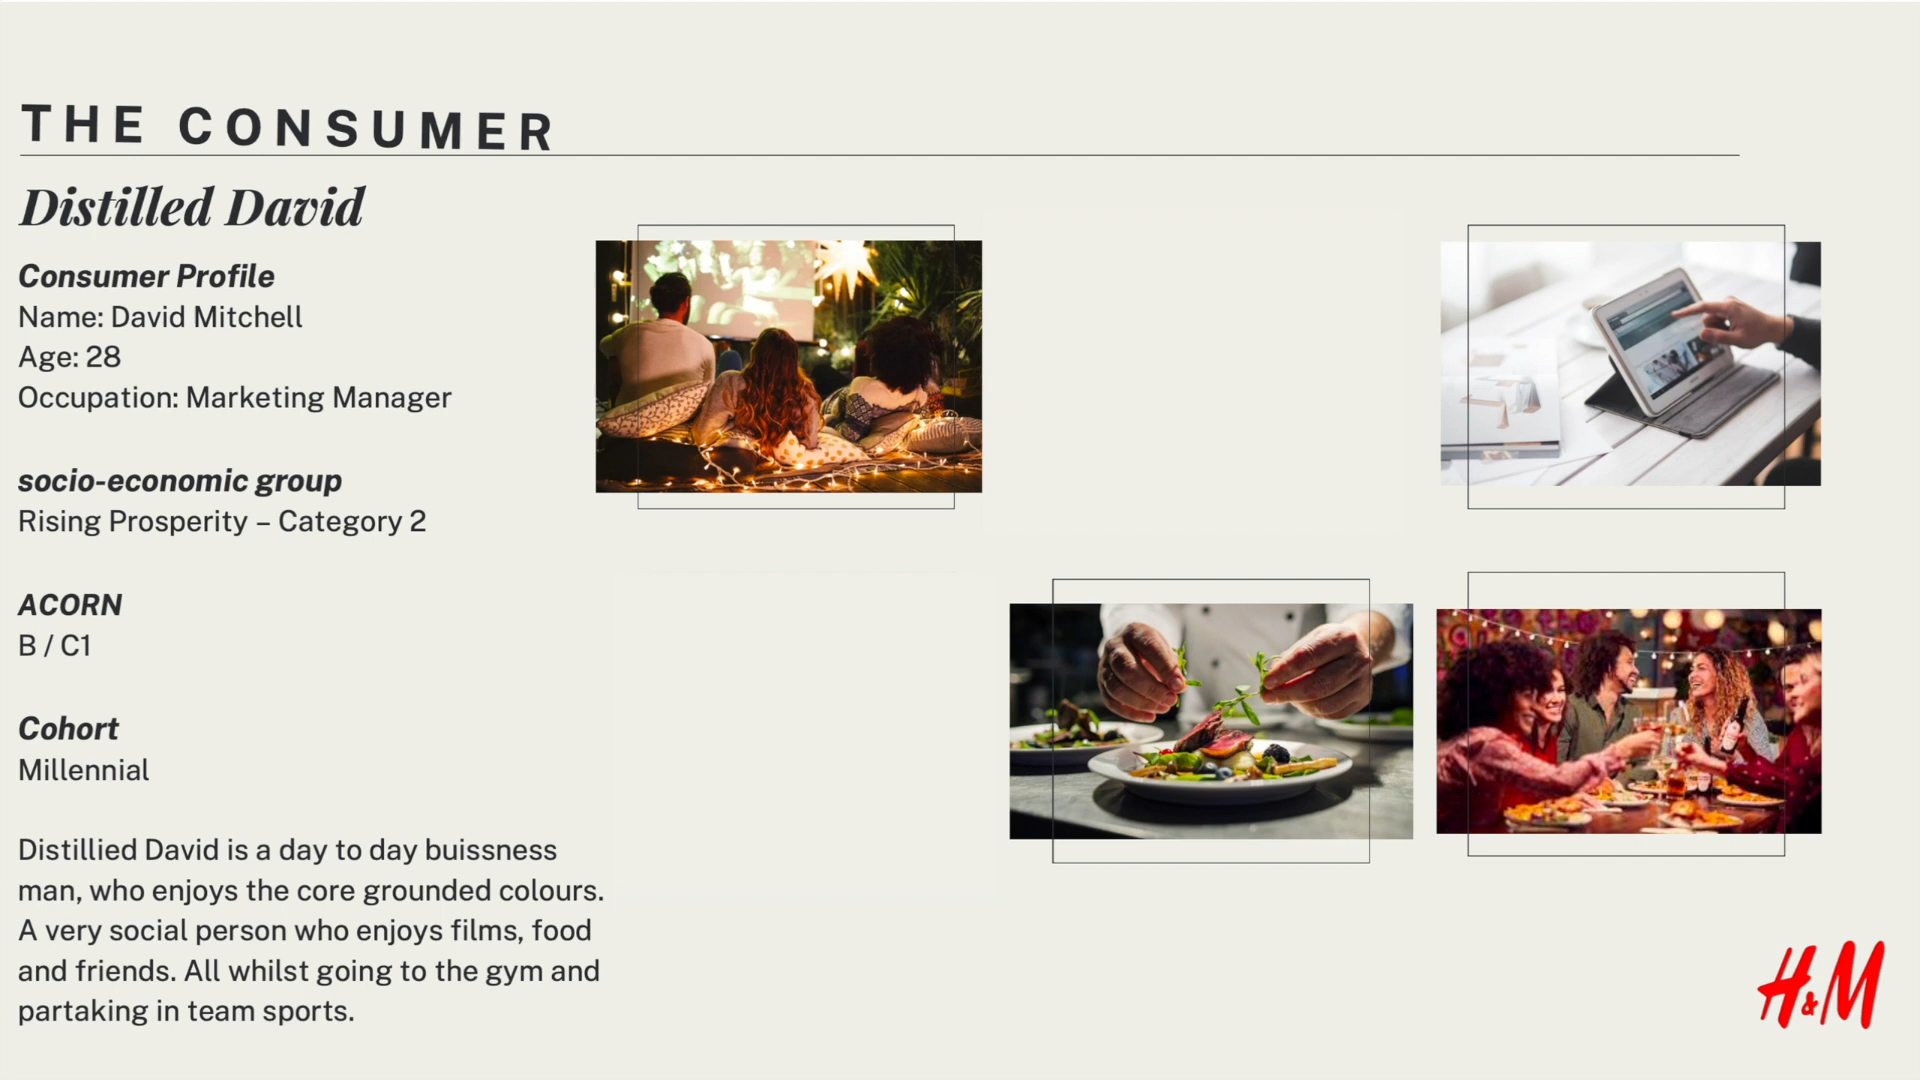 THE CONSUMER
Distilled David
Consumer Profile
Name: David Mitchell
Age: 28
Occupation: Marketing Manager
socio-economic group
Rising Prosperity – Category 2
ACORN
B / C1
Cohort
Millennial
Distillied David is a day to day buissness
man, who enjoys the core grounded colours.
A very social person who enjoys films, food
and friends. All whilst going to the gym and
partaking in team sports.
H&M